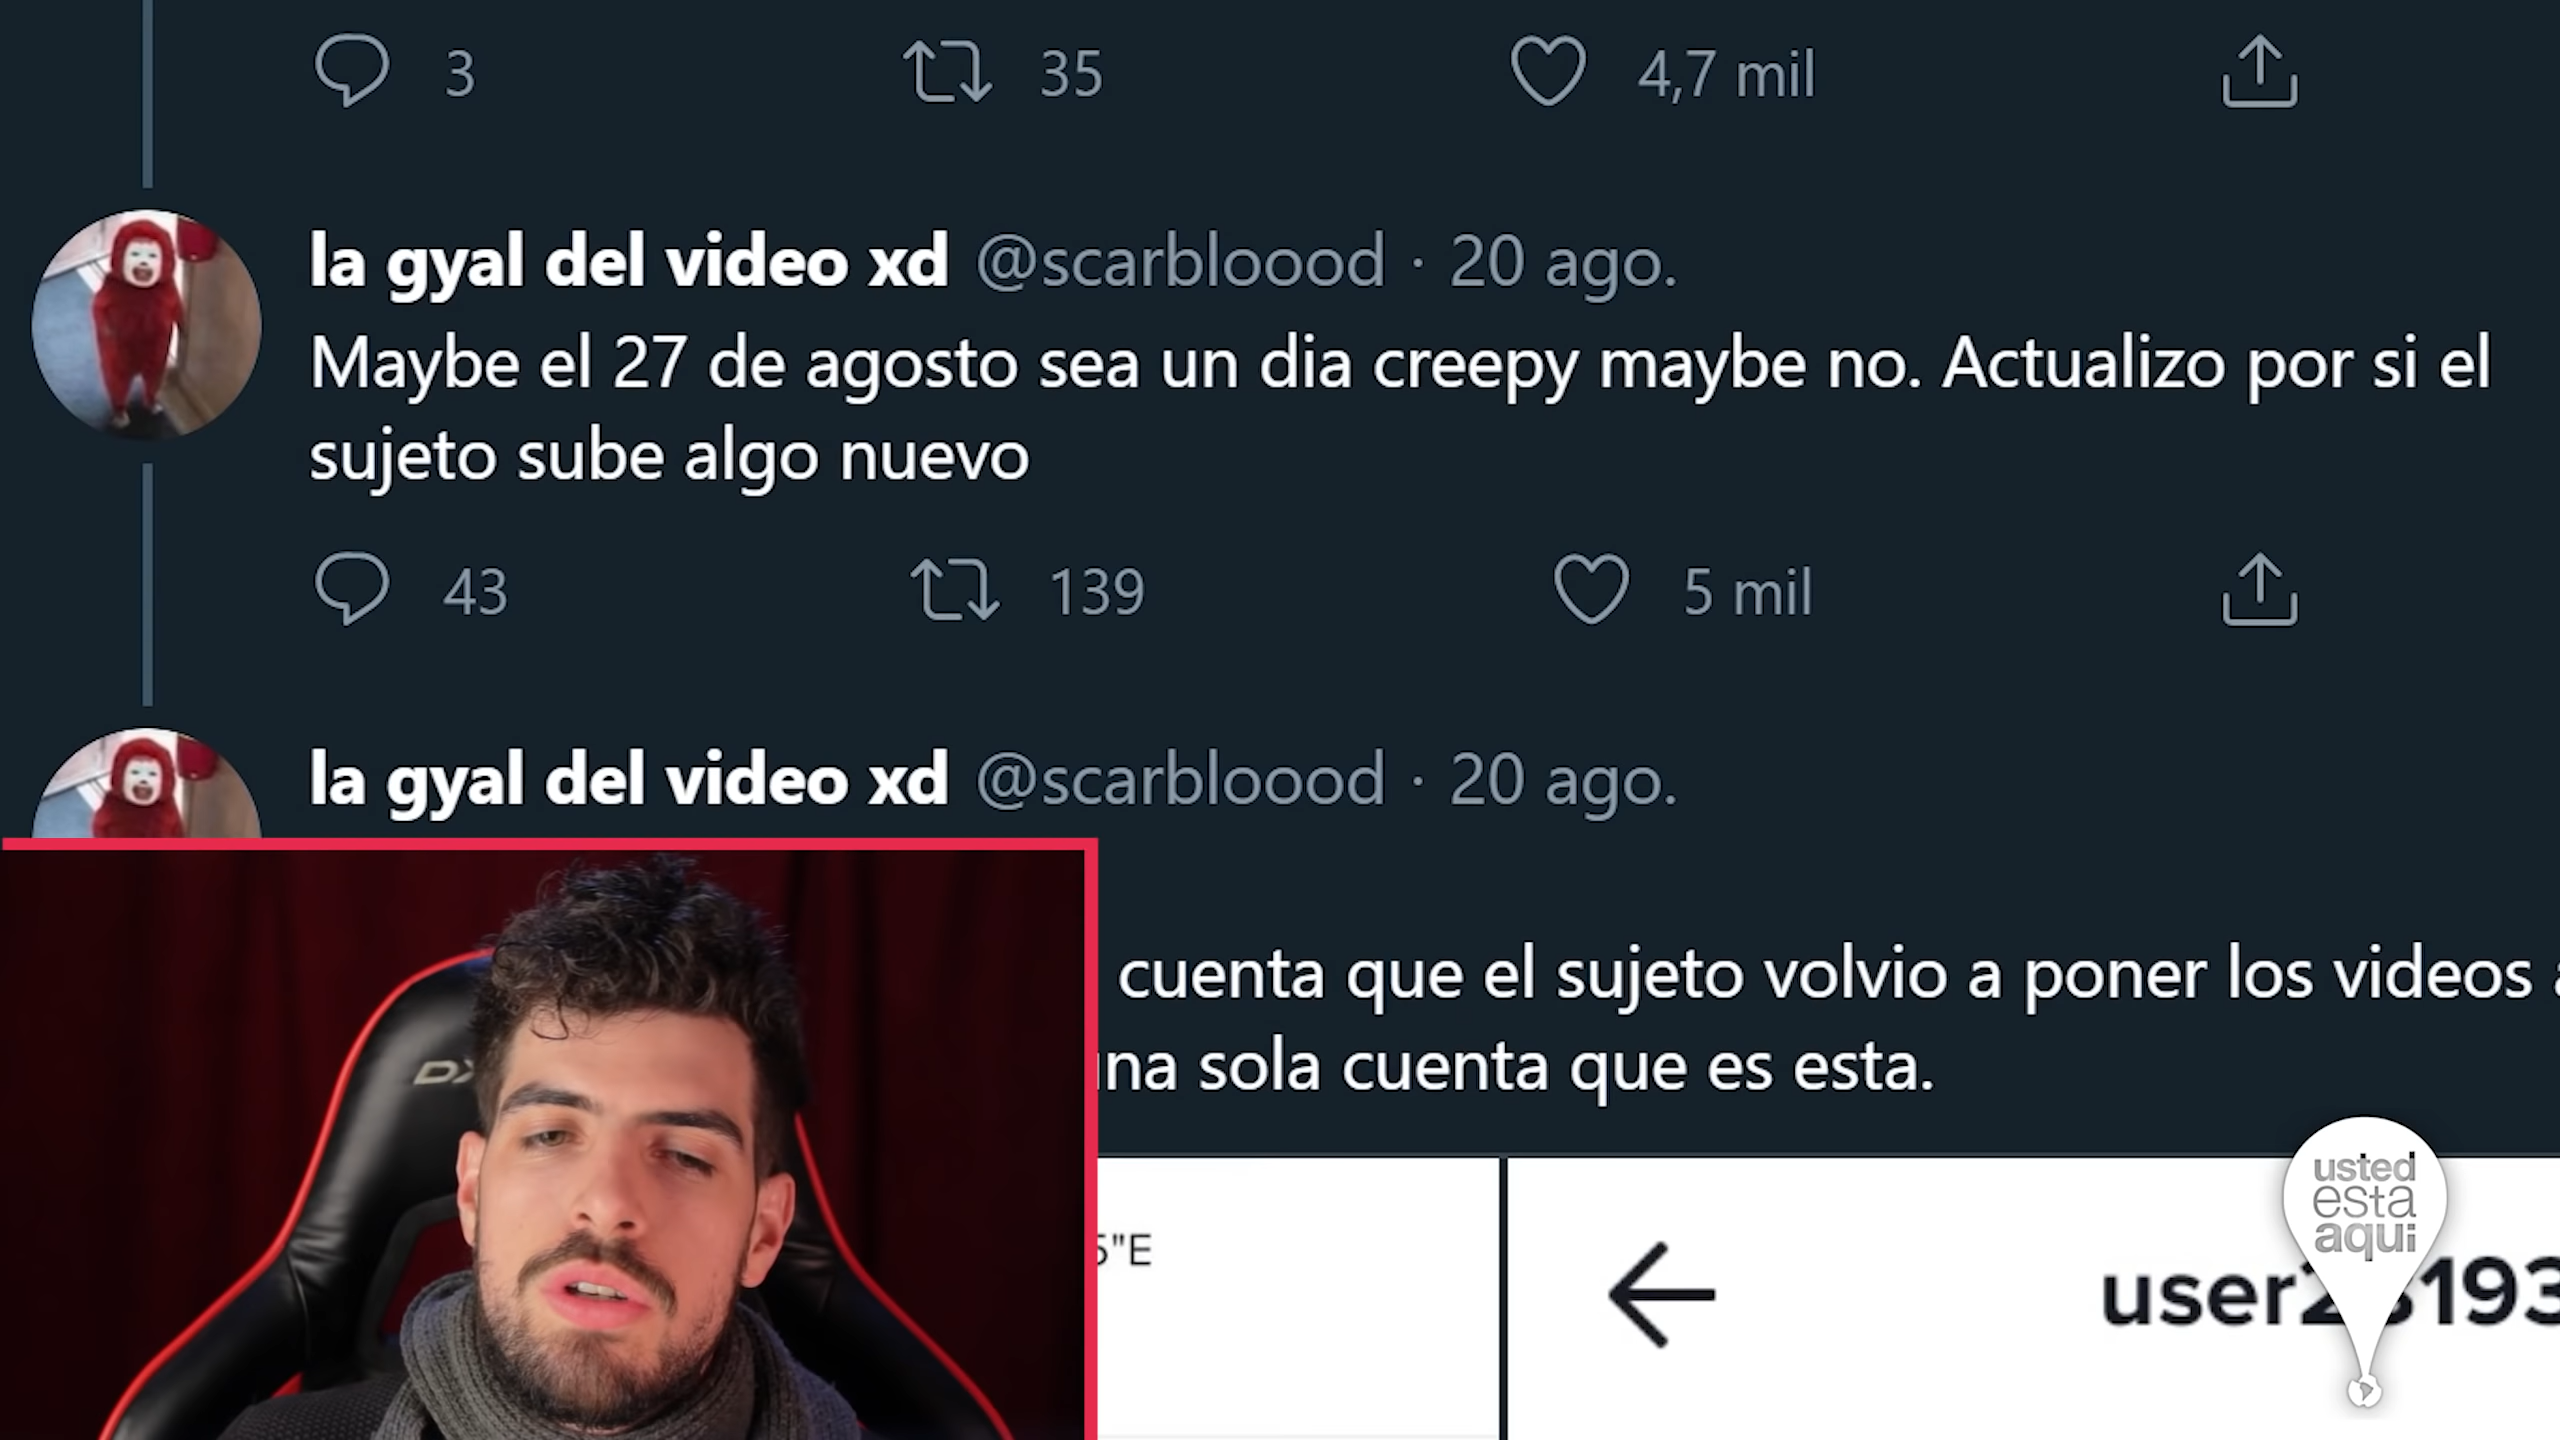 3 35 4,7 mil
la gyal del video xd @scarbloood · 20 ago.
Maybe el 27 de agosto sea un dia creepy maybe no. Actualizo por si el
sujeto sube algo nuevo
43 139 5 mil
la gyal del video xd @scarbloood · 20 ago.
cuenta que el sujeto volvio a poner los videos
sola cuenta que es esta.
usted
esta
aqui